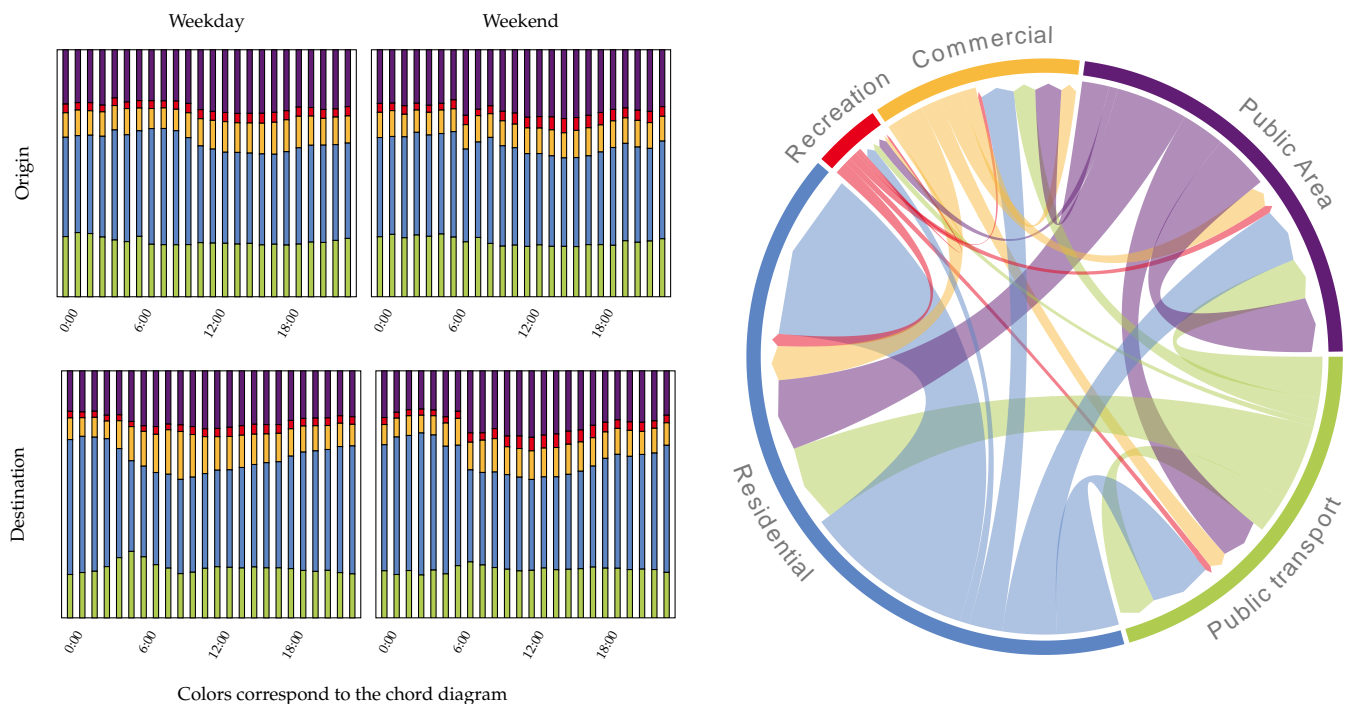 Weekday
Weekend
Origin
0:00
6:00
12:00
18:00
0:00
6:00
12:00
18:00
Destination
0:00
6:00
12:00
18:00
0:00
6:00
12:00
18:00
Colors correspond to the chord diagram
Recreation
Commercial
Public Area
Residential
Public transport